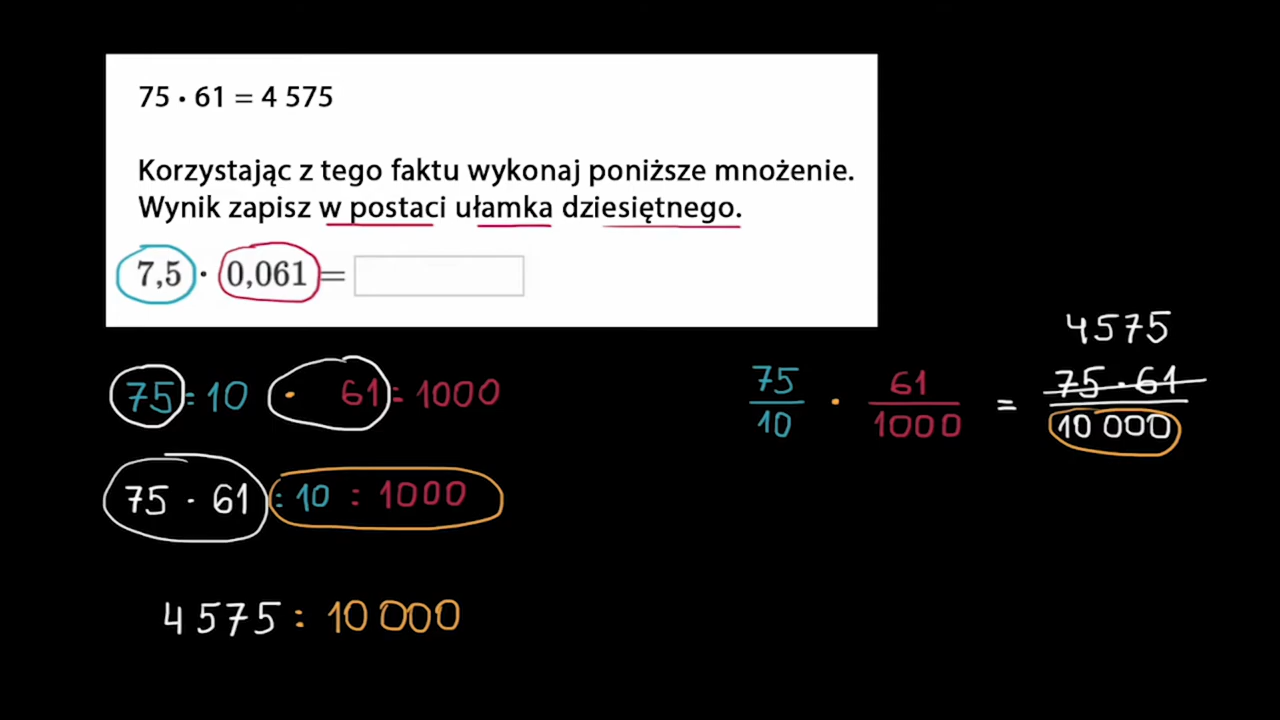 75 · 61 = 4 575
Korzystając z tego faktu wykonaj poniższe mnożenie.
Wynik zapisz w postaci ułamka dziesiętnego.
7,5 · 0,061 =
75 : 10 · 61 : 1000
75 · 61 : 10 : 1000
4575 : 10 000
4575
75 61 75 · 61
— · — = —
10 1000 10 000